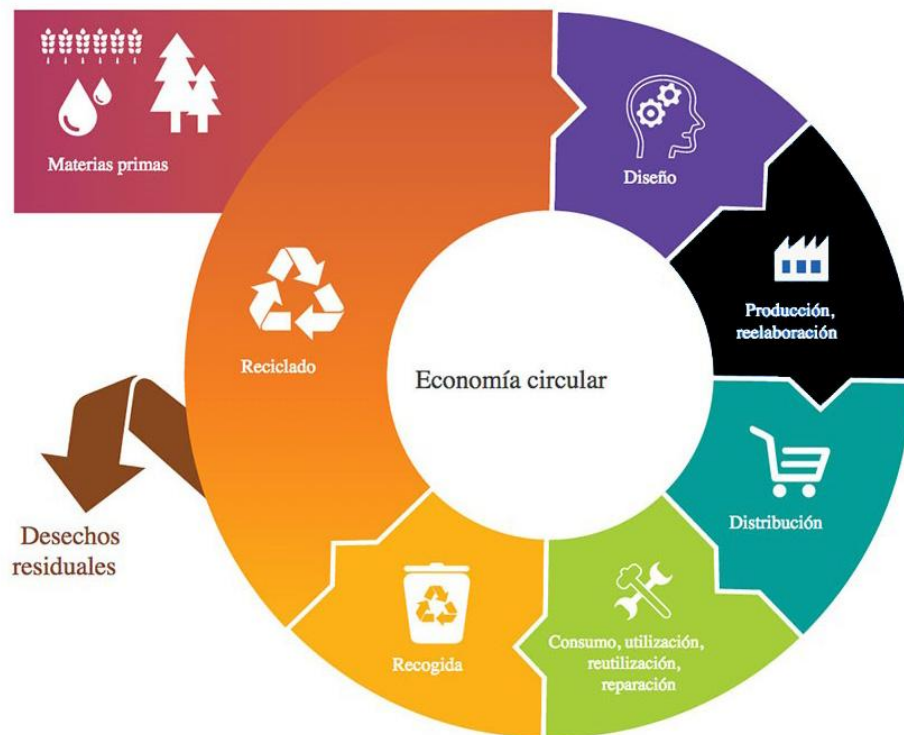 Materias primas
Diseño
Producción,
reelaboración
Reciclado
Economía circular
Distribución
Desechos
residuales
Consumo, utilización,
reutilización,
reparación
Recogida